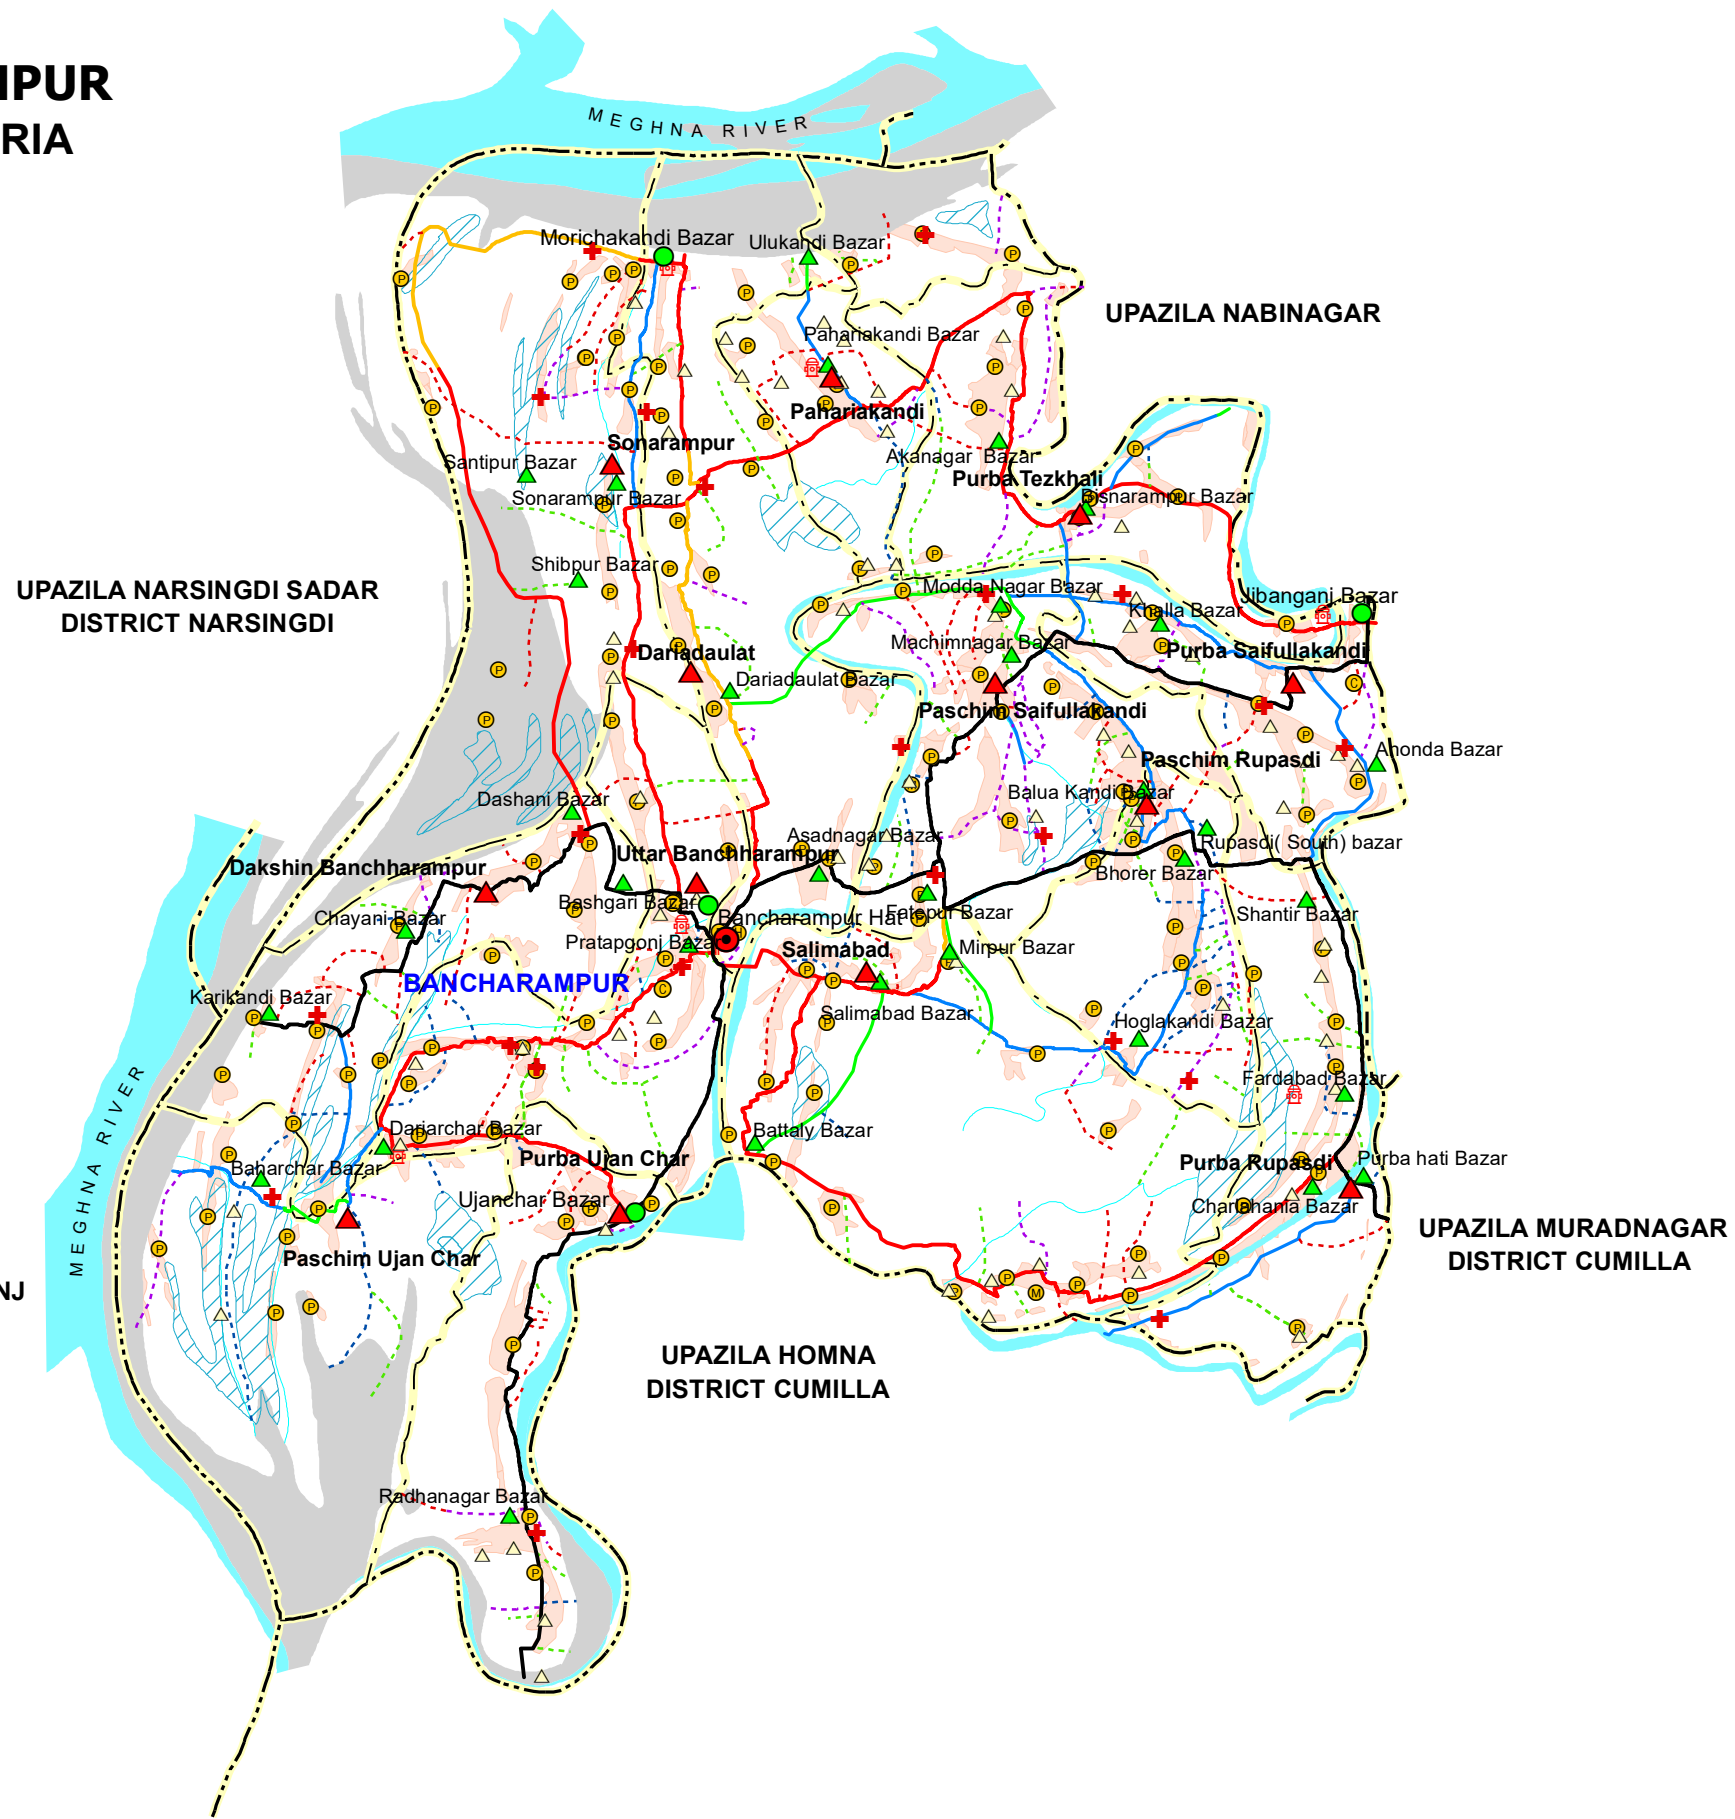 MPUR
RIA
MEGHNA RIVER
Morichakandi Bazar
Ulukandi Bazar
UPAZILA NABINAGAR
Pahariakandi Bazar
Pahariakandi
Sonarampur
Santipur Bazar
Akanagar Bazar
Purba Tezkhali
Sonarampur Bazar
Bisnarampur Bazar
Shibpur Bazar
UPAZILA NARSINGDI SADAR
DISTRICT NARSINGDI
Modda Nagar Bazar
Jibanganj Bazar
Khalla Bazar
Machimnagar Bazar
Dariadaulat
Purba Saifullakandi
Dariadaulat Bazar
Paschim Saifullakandi
Ahonda Bazar
Paschim Rupasdi
Balua Kandi Bazar
Dashani Bazar
Asadnagar Bazar
Rupasdi( South) bazar
Uttar Banchharampur
Dakshin Banchharampur
Bhorer Bazar
Bashgari Bazar
Chayani Bazar
Bancharampur Hat
Fatepur Bazar
Shantir Bazar
Pratapgonj Bazar
Salimabad
Mirpur Bazar
BANCHARAMPUR
Karikandi Bazar
Salimabad Bazar
Hoglakandi Bazar
Fardabad Bazar
MEGHNA RIVER
Dariarchar Bazar
Battaly Bazar
Purba Ujan Char
Baharchar Bazar
Purba Rupasdi
Purba hati Bazar
Ujanchar Bazar
Charlahania Bazar
UPAZILA MURADNAGAR
DISTRICT CUMILLA
Paschim Ujan Char
NJ
UPAZILA HOMNA
DISTRICT CUMILLA
Radhanagar Bazar